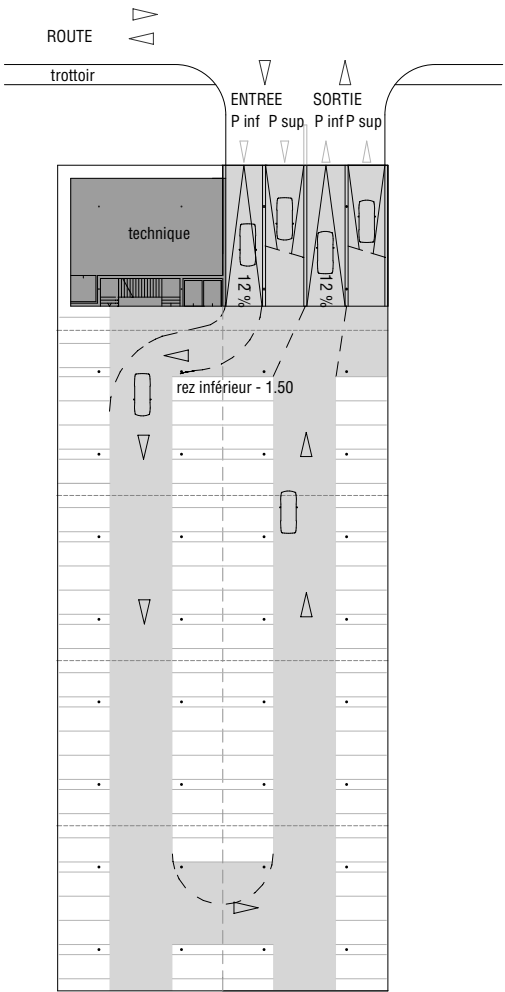 ROUTE
trottoir
ENTREE SORTIE
P inf P sup P inf P sup
technique
12 % 12 %
rez inférieur - 1.50